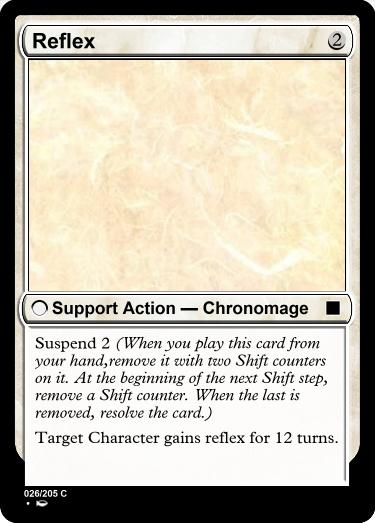 Reflex 2
Support Action — Chronomage
Suspend 2 (When you play this card from
your hand,remove it with two Shift counters
on it. At the beginning of the next Shift step,
remove a Shift counter. When the last is
removed, resolve the card.)
Target Character gains reflex for 12 turns.
026/205 C